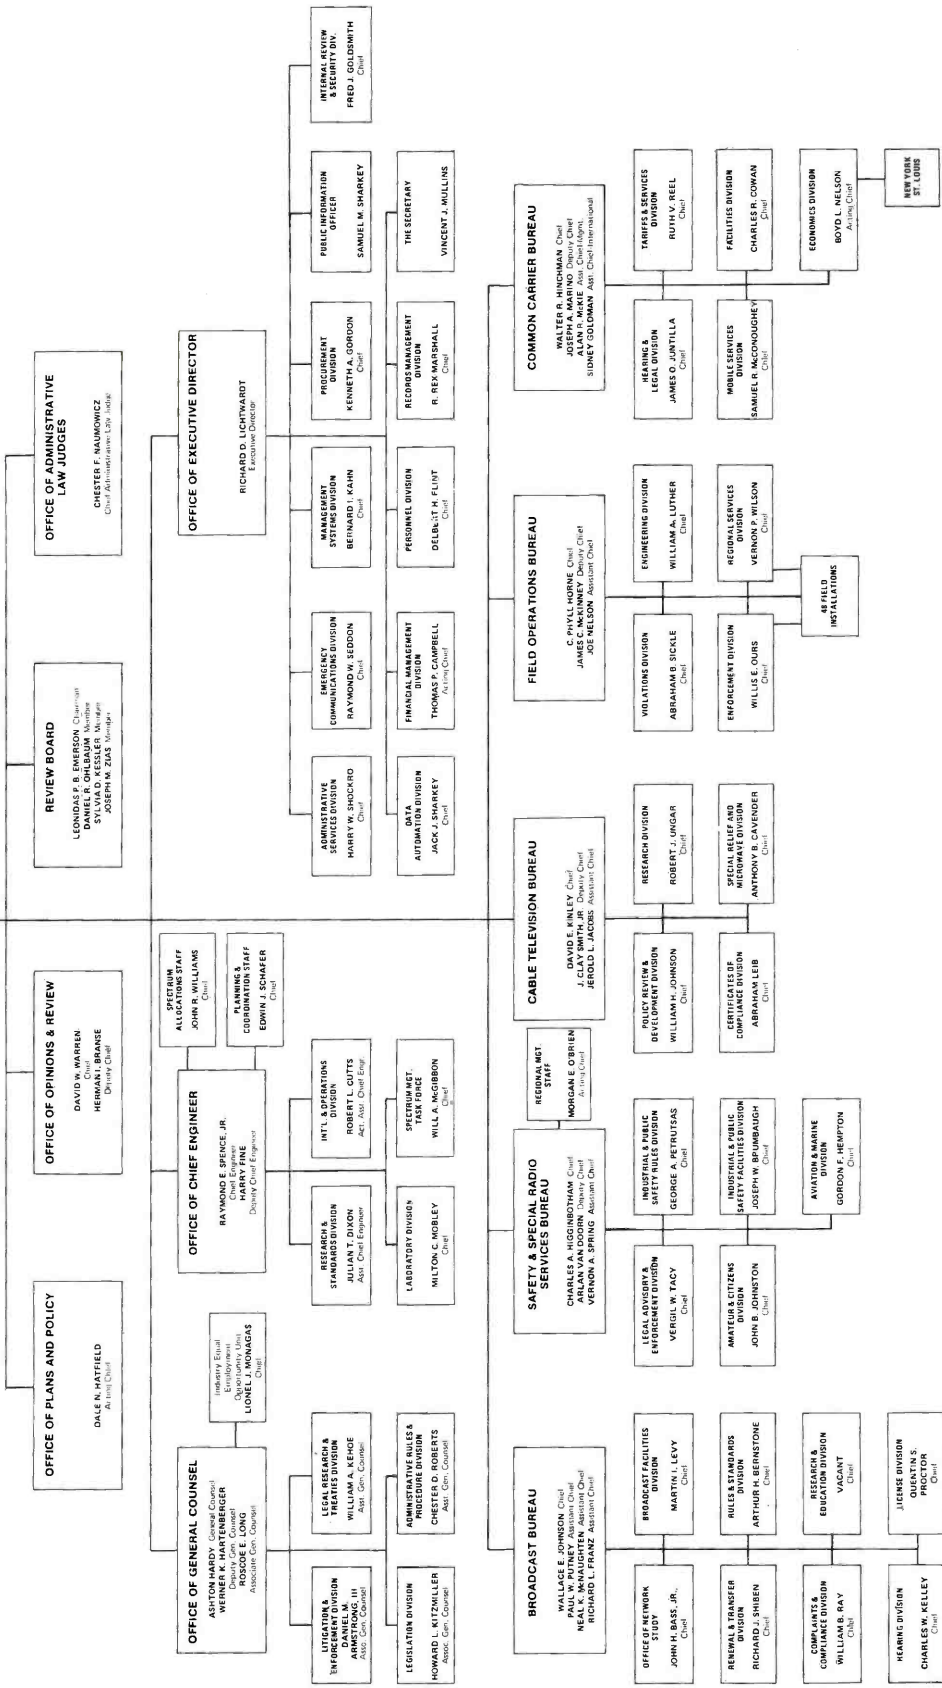 OFFICE OF PLANS AND POLICY
DALE N. HATFIELD
Acting Chief
OFFICE OF OPINIONS & REVIEW
DAVID W. WARREN
Chief
HERMAN I. BRANSE
Deputy Chief
REVIEW BOARD
LEONIDAS P. B. EMERSON Chairman
DANIEL R. OHLBAUM Member
SYLVIA D. KESSLER Member
JOSEPH M. ZIAS Member
OFFICE OF ADMINISTRATIVE
LAW JUDGES
CHESTER F. NAUMOWICZ
Chief Administrative Law Judge
OFFICE OF GENERAL COUNSEL
ASHTON HARDY General Counsel
WERNER K. HARTENBERGER
Deputy Gen. Counsel
ROSCOE E. LONG
Associate Gen. Counsel
Industry Equal
Employment
Opportunity Unit
LIONEL J. MONAGAS
Chief
LITIGATION &
ENFORCEMENT DIVISION
DANIEL M.
ARMSTRONG, III
Asso. Gen. Counsel
LEGAL RESEARCH &
TREATIES DIVISION
WILLIAM A. KEHOE
Asst. Gen. Counsel
LEGISLATION DIVISION
HOWARD L. KITZMILLER
Assoc. Gen. Counsel
ADMINISTRATIVE RULES &
PROCEDURE DIVISION
CHESTER D. ROBERTS
Asst. Gen. Counsel
OFFICE OF CHIEF ENGINEER
RAYMOND E. SPENCE, JR.
Chief Engineer
HARRY FINE
Deputy Chief Engineer
SPECTRUM
ALLOCATIONS STAFF
JOHN R. WILLIAMS
Chief
PLANNING &
COORDINATION STAFF
EDWIN J. SCHAFER
Chief
RESEARCH &
STANDARDS DIVISION
JULIAN T. DIXON
Asst. Chief Engineer
INT'L & OPERATIONS
DIVISION
ROBERT L. CUTTS
Act. Asst. Chief Engr.
LABORATORY DIVISION
MILTON C. MOBLEY
Chief
SPECTRUM MGT.
TASK FORCE
WILL A. McGIBBON
Chief
OFFICE OF EXECUTIVE DIRECTOR
RICHARD D. LICHTWARDT
Executive Director
ADMINISTRATIVE
SERVICES DIVISION
HARRY W. SHOCKRO
Chief
EMERGENCY
COMMUNICATIONS DIVISION
RAYMOND W. SEDDON
Chief
MANAGEMENT
SYSTEMS DIVISION
BERNARD I. KAHN
Chief
PROCUREMENT
DIVISION
KENNETH A. GORDON
Chief
PUBLIC INFORMATION
OFFICER
SAMUEL M. SHARKEY
INTERNAL REVIEW
& SECURITY DIV.
FRED J. GOLDSMITH
Chief
DATA
AUTOMATION DIVISION
JACK J. SHARKEY
Chief
FINANCIAL MANAGEMENT
DIVISION
THOMAS P. CAMPBELL
Acting Chief
PERSONNEL DIVISION
DELBERT H. FLINT
Chief
RECORDS MANAGEMENT
DIVISION
R. REX MARSHALL
Chief
THE SECRETARY
VINCENT J. MULLINS
BROADCAST BUREAU
WALLACE E. JOHNSON Chief
PAUL W. PUTNEY Assistant Chief
NEAL K. McNAUGHTEN Assistant Chief
RICHARD L. FRANZ Assistant Chief
OFFICE OF NETWORK
STUDY
JOHN H. BASS, JR.,
Chief
BROADCAST FACILITIES
DIVISION
MARTIN I. LEVY
Chief
RENEWAL & TRANSFER
DIVISION
RICHARD J. SHIBEN
Chief
RULES & STANDARDS
DIVISION
ARTHUR H. BERNSTONE
Chief
COMPLAINTS &
COMPLIANCE DIVISION
WILLIAM B. RAY
Chief
RESEARCH &
EDUCATION DIVISION
VACANT
Chief
HEARING DIVISION
CHARLES W. KELLEY
Chief
LICENSE DIVISION
QUENTIN S.
PROCTOR
Chief
SAFETY & SPECIAL RADIO
SERVICES BUREAU
CHARLES A. HIGGINBOTHAM Chief
ARLAN VAN DOORN Deputy Chief
VERNON A. SPRING Assistant Chief
REGIONAL MGT.
STAFF
MORGAN E. O'BRIEN
Acting Chief
LEGAL ADVISORY &
ENFORCEMENT DIVISION
VERGIL W. TACY
Chief
INDUSTRIAL & PUBLIC
SAFETY RULES DIVISION
GEORGE A. PETRUTSAS
Chief
AMATEUR & CITIZENS
DIVISION
JOHN B. JOHNSTON
Chief
INDUSTRIAL & PUBLIC
SAFETY FACILITIES DIVISION
JOSEPH W. BPUMBAUGH
Chief
AVIATION & MARINE
DIVISION
GORDON F. HEMPTON
Chief
CABLE TELEVISION BUREAU
DAVID E. KINLEY Chief
J. CLAY SMITH, JR Deputy Chief
JEROLD L. JACOBS Assistant Chief
POLICY REVIEW &
DEVELOPMENT DIVISION
WILLIAM H. JOHNSON
Chief
RESEARCH DIVISION
ROBERT J. UNGAR
Chief
CERTIFICATES OF
COMPLIANCE DIVISION
ABRAHAM LEIB
Chief
SPECIAL RELIEF AND
MICROWAVE DIVISION
ANTHONY B. CAVENDER
Chief
FIELD OPERATIONS BUREAU
C. PHYLL HORNE Chief
JAMES C. McKINNEY Deputy Chief
JOE NELSON Assistant Chief
VIOLATIONS DIVISION
ABRAHAM O. SICKLE
Chief
ENGINEERING DIVISION
WILLIAM A. LUTHER
Chief
ENFORCEMENT DIVISION
WILLIS E. OURS
Chief
REGIONAL SERVICES
DIVISION
VERNON P. WILSON
Chief
48 FIELD
INSTALLATIONS
COMMON CARRIER BUREAU
WALTER R. HINCHMAN Chief
JOSEPH A. MARINO Deputy Chief
ALAN R. McKIE Asst. Chief-Mgmt.
SIDNEY GOLDMAN Asst. Chief-International
HEARING &
LEGAL DIVISION
JAMES O. JUNTILLA
Chief
TARIFFS & SERVICES
DIVISION
RUTH V. REEL
Chief
MOBILE SERVICES
DIVISION
SAMUEL R. McCONOUGHEY
Chief
FACILITIES DIVISION
CHARLES R. COWAN
Chief
ECONOMICS DIVISION
BOYD L. NELSON
Acting Chief
NEW YORK
ST. LOUIS